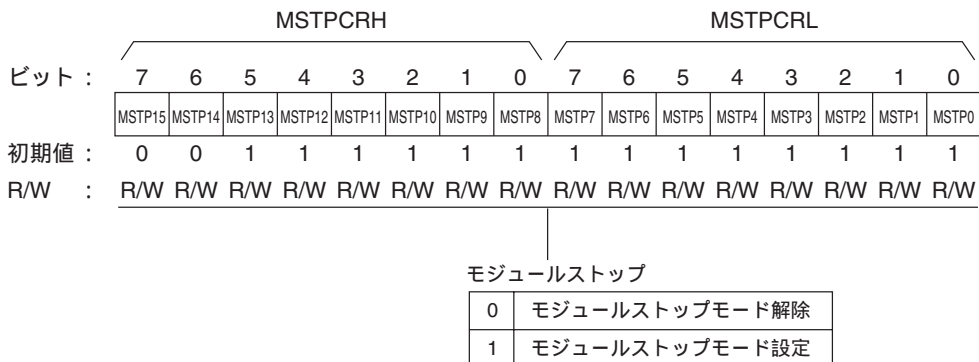 MSTPCRH MSTPCRL
ビット： 7 6 5 4 3 2 1 0 7 6 5 4 3 2 1 0
MSTP15 MSTP14 MSTP13 MSTP12 MSTP11 MSTP10 MSTP9 MSTP8 MSTP7 MSTP6 MSTP5 MSTP4 MSTP3 MSTP2 MSTP1 MSTP0
初期値： 0 0 1 1 1 1 1 1 1 1 1 1 1 1 1 1
R/W ： R/W R/W R/W R/W R/W R/W R/W R/W R/W R/W R/W R/W R/W R/W R/W R/W
モジュールストップ
0 モジュールストップモード解除
1 モジュールストップモード設定